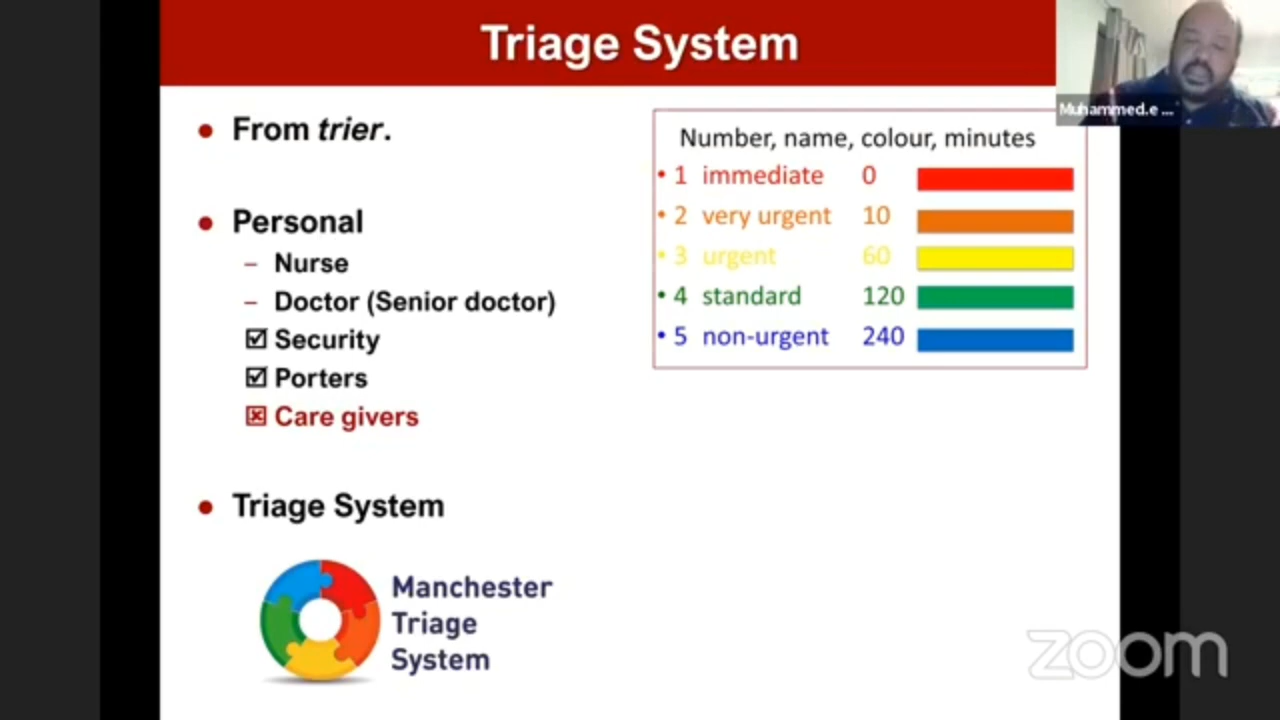 Triage System
Muhammed.e ...
From trier.
Personal
– Nurse
– Doctor (Senior doctor)
☑ Security
☑ Porters
☒ Care givers
Triage System
Manchester
Triage
System
Number, name, colour, minutes
• 1 immediate 0
• 2 very urgent 10
• 3 urgent 60
• 4 standard 120
• 5 non-urgent 240
zoom